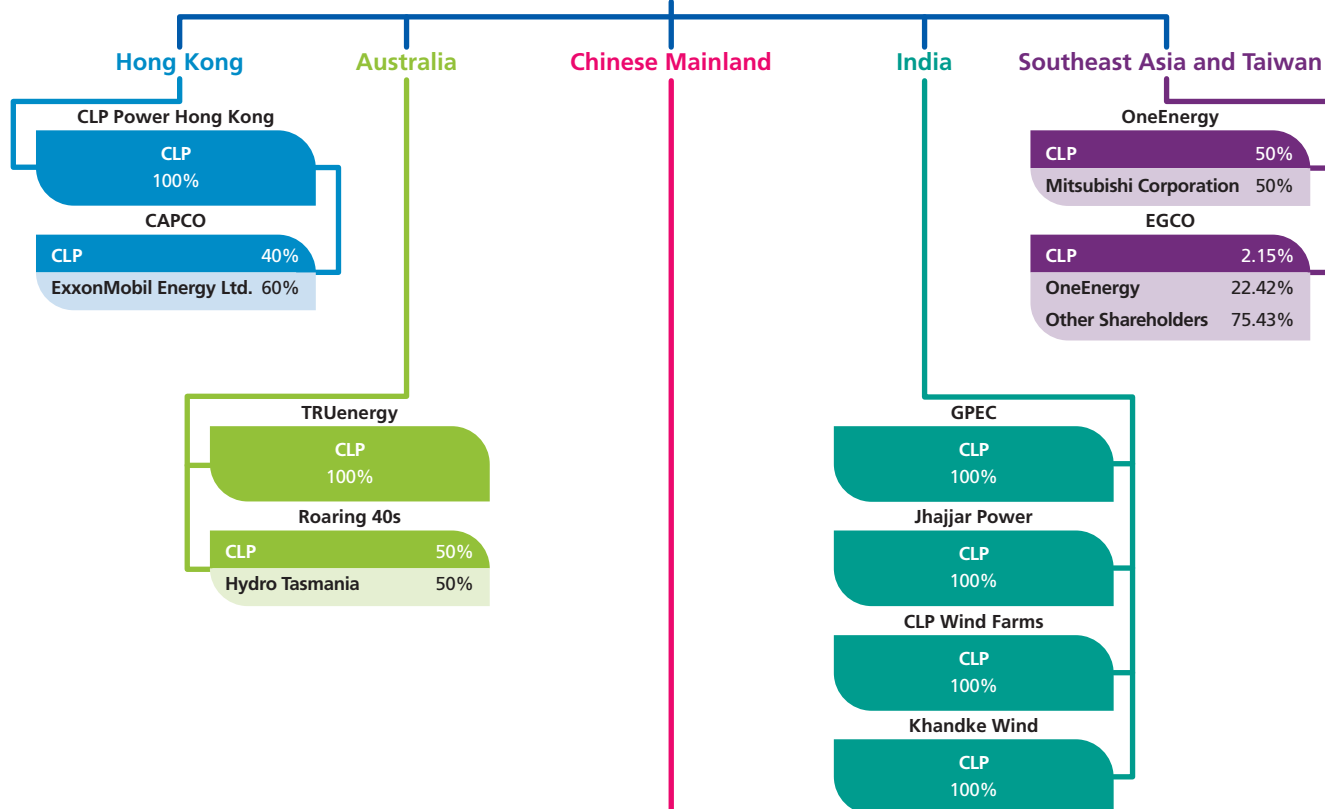 Hong Kong
Australia
Chinese Mainland
India
Southeast Asia and Taiwan
CLP Power Hong Kong
CLP
100%
CAPCO
CLP 40%
ExxonMobil Energy Ltd. 60%
TRUenergy
CLP
100%
Roaring 40s
CLP 50%
Hydro Tasmania 50%
GPEC
CLP
100%
Jhajjar Power
CLP
100%
CLP Wind Farms
CLP
100%
Khandke Wind
CLP
100%
OneEnergy
CLP 50%
Mitsubishi Corporation 50%
EGCO
CLP 2.15%
OneEnergy 22.42%
Other Shareholders 75.43%